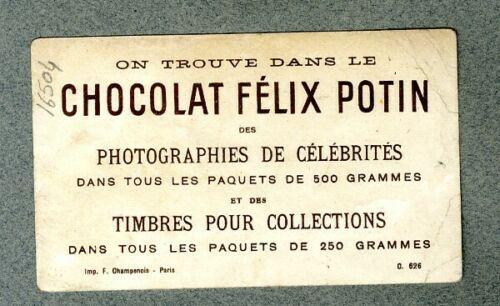 ON TROUVE DANS LE
CHOCOLAT FÉLIX POTIN
DES
PHOTOGRAPHIES DE CÉLÉBRITÉS
DANS TOUS LES PAQUETS DE 500 GRAMMES
ET DES
TIMBRES POUR COLLECTIONS
DANS TOUS LES PAQUETS DE 250 GRAMMES
Imp. F. Champenois - Paris
O. 626
16504